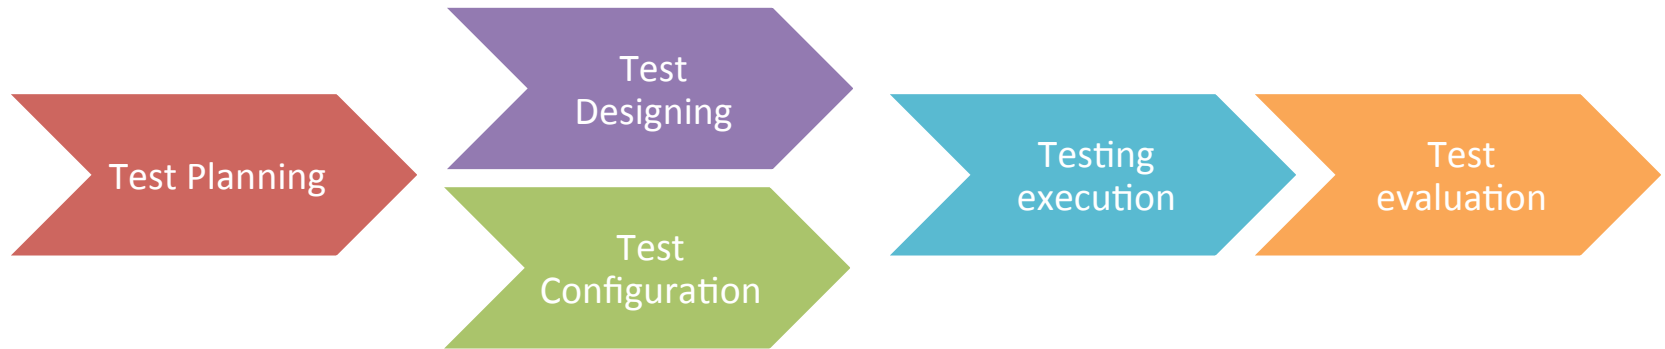 Test Planning
Test
Designing
Test
Configuration
Testing
execution
Test
evaluation